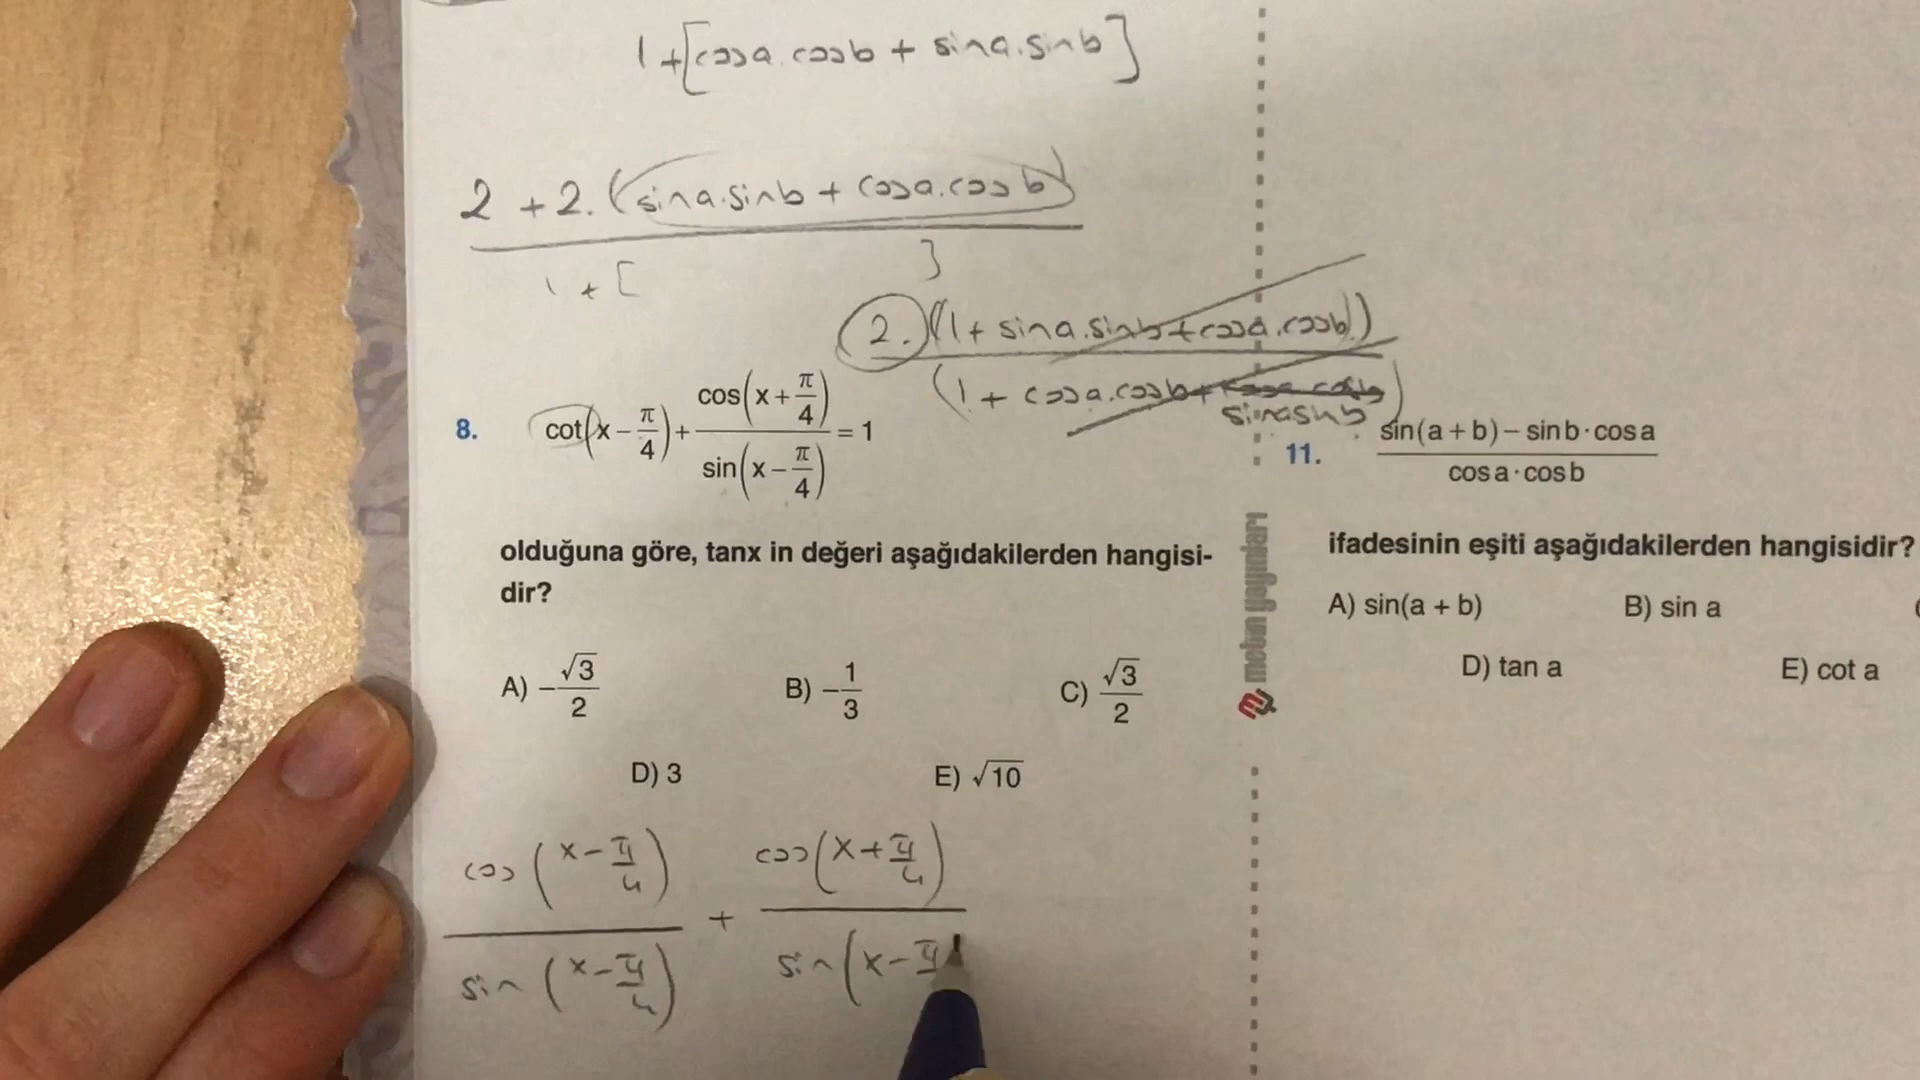 1 + [cosa.cosb + sina.sinb]
2 + 2.(sina.sinb + cosa.cosb)
1 + [ ]
2.(1 + sina.sinb + cosa.cosb)
(1 + cosa.cosb + sinasinb)
8. cot(x − π/4) + cos(x + π/4) / sin(x − π/4) = 1
olduğuna göre, tanx in değeri aşağıdakilerden hangisi-
dir?
A) −√3/2 B) −1/3 C) √3/2
D) 3 E) √10
cos(x − π/4) / sin(x − π/4) + cos(x + π/4) / sin(x − π
metin yayınları
11. sin(a + b) − sinb · cosa / cosa · cosb
ifadesinin eşiti aşağıdakilerden hangisidir?
A) sin(a + b) B) sin a
D) tan a E) cot a